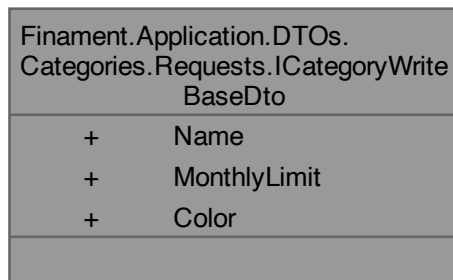 Finament.Application.DTOs.
Categories.Requests.ICategoryWrite
BaseDto
+ Name
+ MonthlyLimit
+ Color